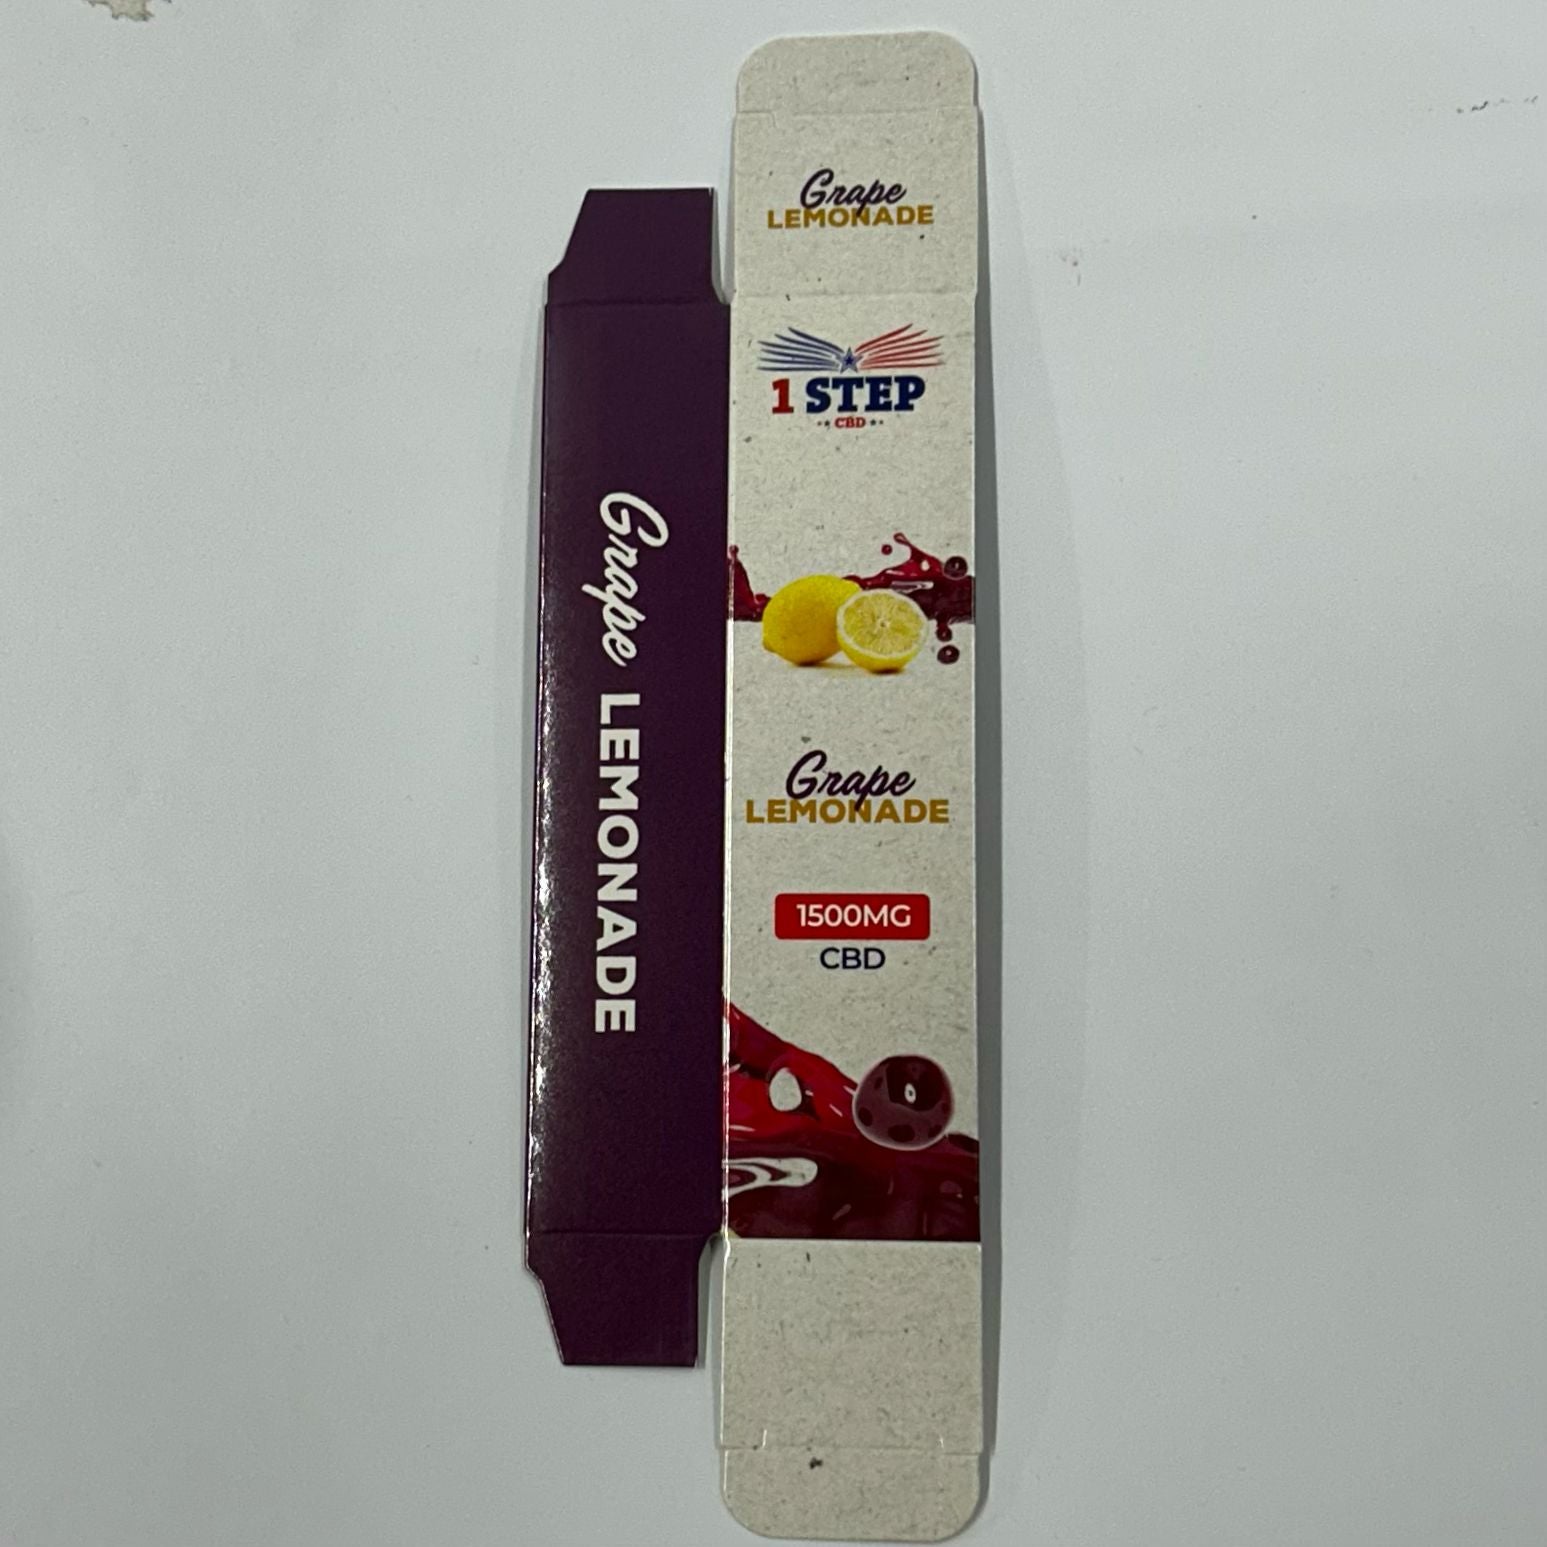 Grape
LEMONADE
1 STEP
CBD
Grape
LEMONADE
1500MG
CBD
Grape LEMONADE